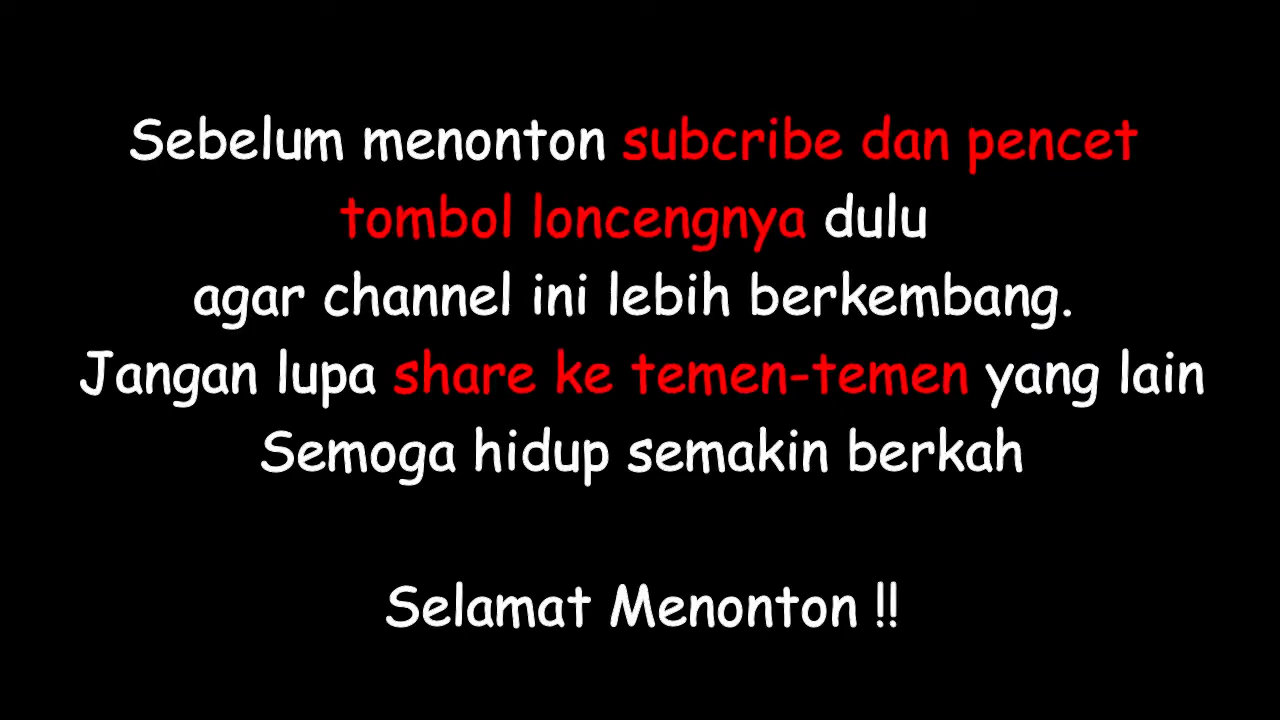 Sebelum menonton subcribe dan pencet
tombol loncengnya dulu
agar channel ini lebih berkembang.
Jangan lupa share ke temen-temen yang lain
Semoga hidup semakin berkah
Selamat Menonton !!